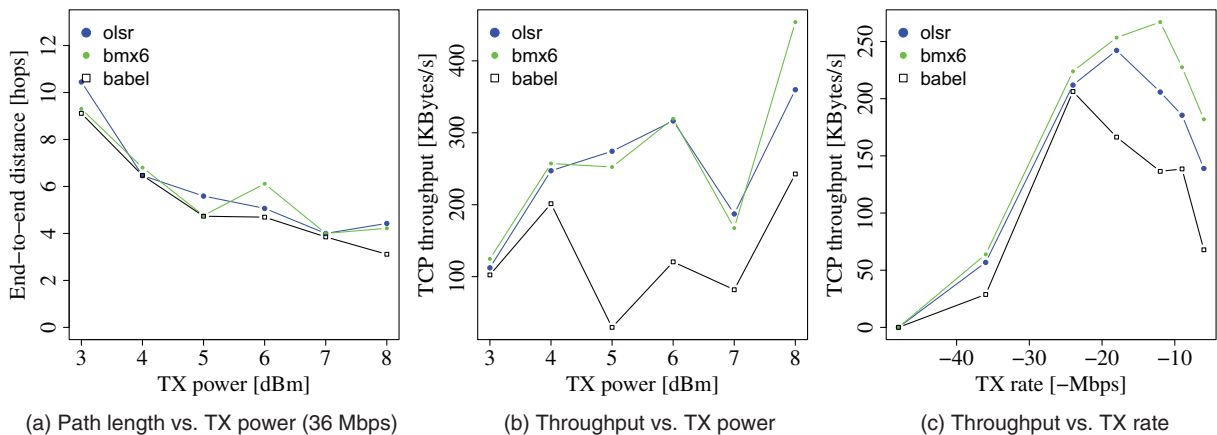 End-to-end distance [hops]
0 2 4 6 8 10 12
olsr
bmx6
babel
3 4 5 6 7 8
TX power [dBm]
(a) Path length vs. TX power (36 Mbps)
TCP throughput [KBytes/s]
100 200 300 400
olsr
bmx6
babel
3 4 5 6 7 8
TX power [dBm]
(b) Throughput vs. TX power
TCP throughput [KBytes/s]
0 50 100 150 200 250
olsr
bmx6
babel
−40 −30 −20 −10
TX rate [−Mbps]
(c) Throughput vs. TX rate